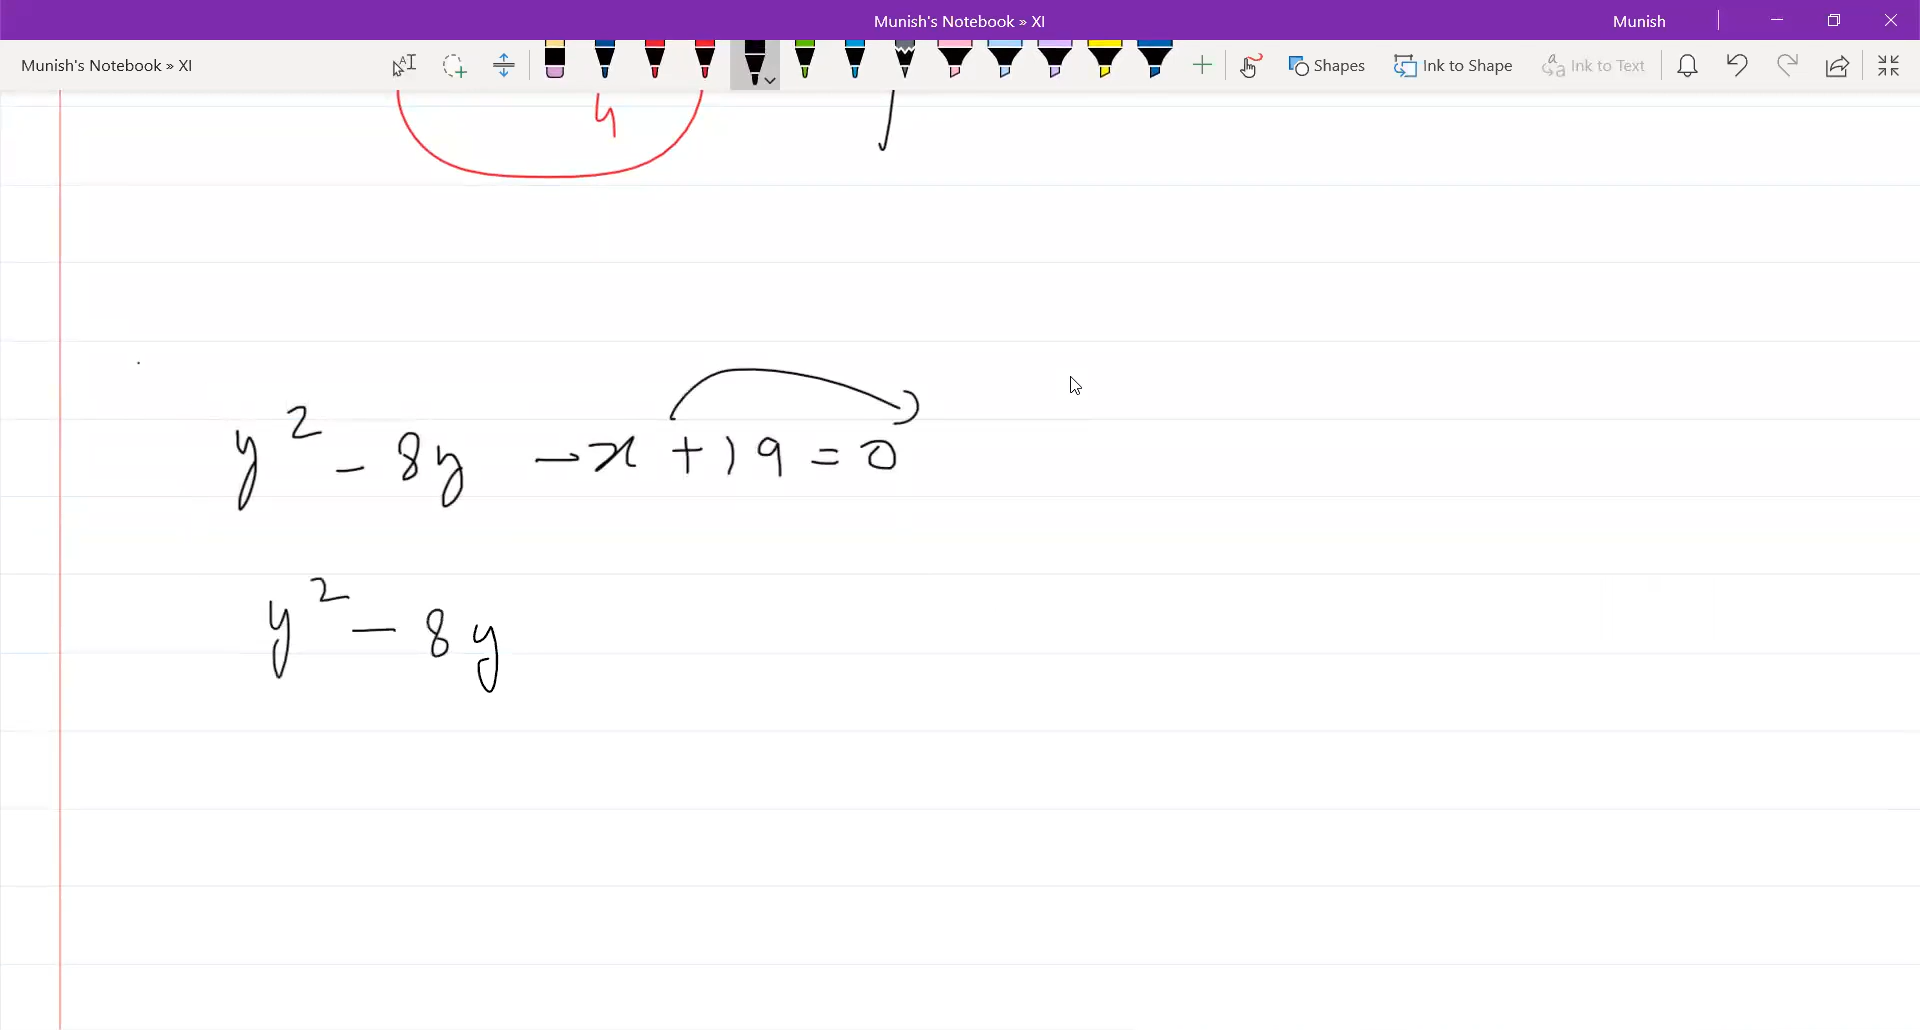 Munish's Notebook » XI
Munish
Munish's Notebook » XI
Shapes
Ink to Shape
Ink to Text
4
y² - 8y - x + 19 = 0
y² - 8y